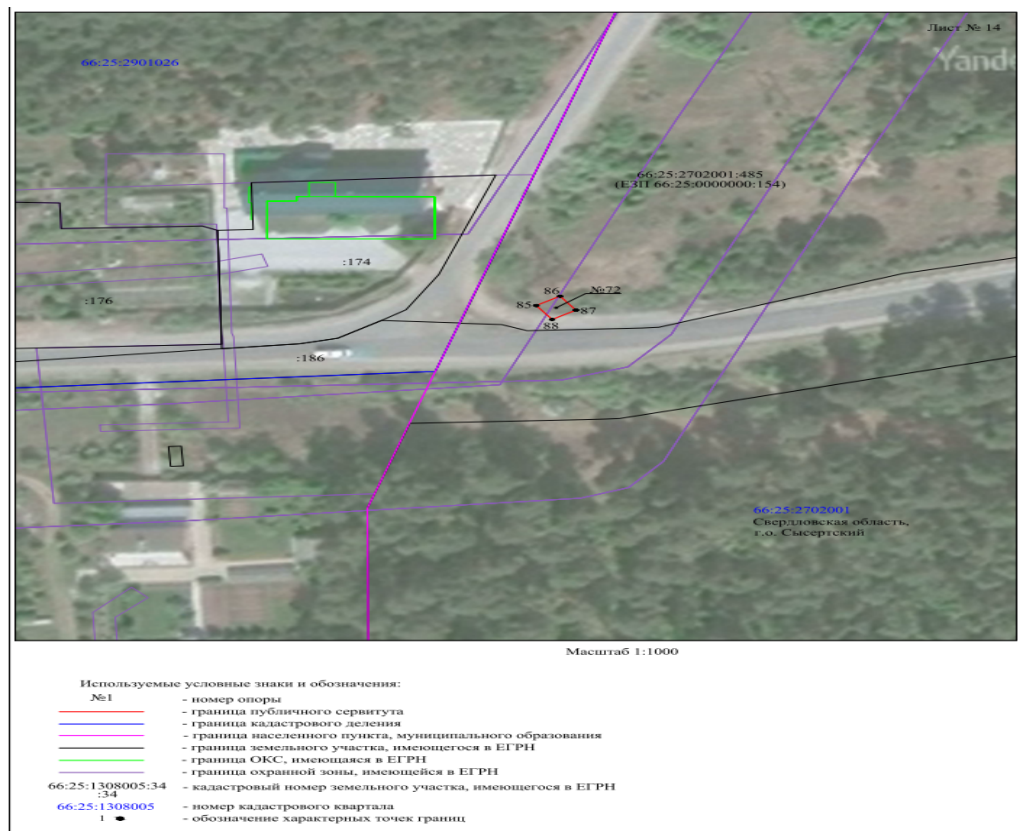 Лист № 14
66:25:2901026
Yande
66:25:2702001:485
(ЕЗП 66:25:0000000:154)
:174
:176
86
№72
85
87
88
:186
66:25:2702001
Свердловская область,
г.о. Сысертский
Масштаб 1:1000
Используемые условные знаки и обозначения:
№1 - номер опоры
- граница публичного сервитута
- граница кадастрового деления
- граница населенного пункта, муниципального образования
- граница земельного участка, имеющегося в ЕГРН
- граница ОКС, имеющаяся в ЕГРН
- граница охранной зоны, имеющейся в ЕГРН
66:25:1308005:34 - кадастровый номер земельного участка, имеющегося в ЕГРН
:34
66:25:1308005 - номер кадастрового квартала
1 - обозначение характерных точек границ